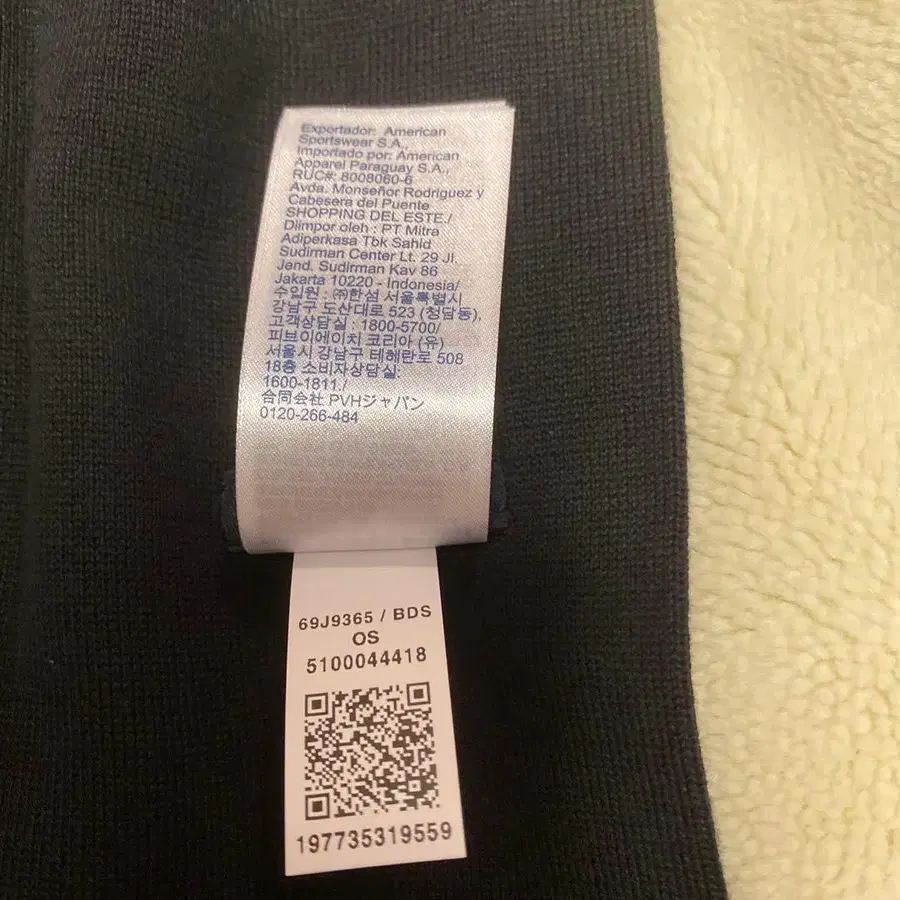 Exportador: American
Sportswear S.A.,
Importado por: American
Apparel Paraguay S.A.,
RUC#: 8008060-6
Avda. Monseñor Rodriguez y
Cabesera del Puente
SHOPPING DEL ESTE./
Diimpor oleh : PT Mitra
Adiperkasa Tbk Sahid
Sudirman Center Lt. 29 Jl.
Jend. Sudirman Kav 86
Jakarta 10220 - Indonesia/
수입원 : ㈜한섬 서울특별시
강남구 도산대로 523 (청담동),
고객상담실 : 1800-5700/
피브이에이치 코리아 (유)
서울시 강남구 테헤란로 508
18층 소비자상담실:
1600-1811./
合同会社 PVHジャパン
0120-266-484
69J9365 / BDS
OS
5100044418
197735319559